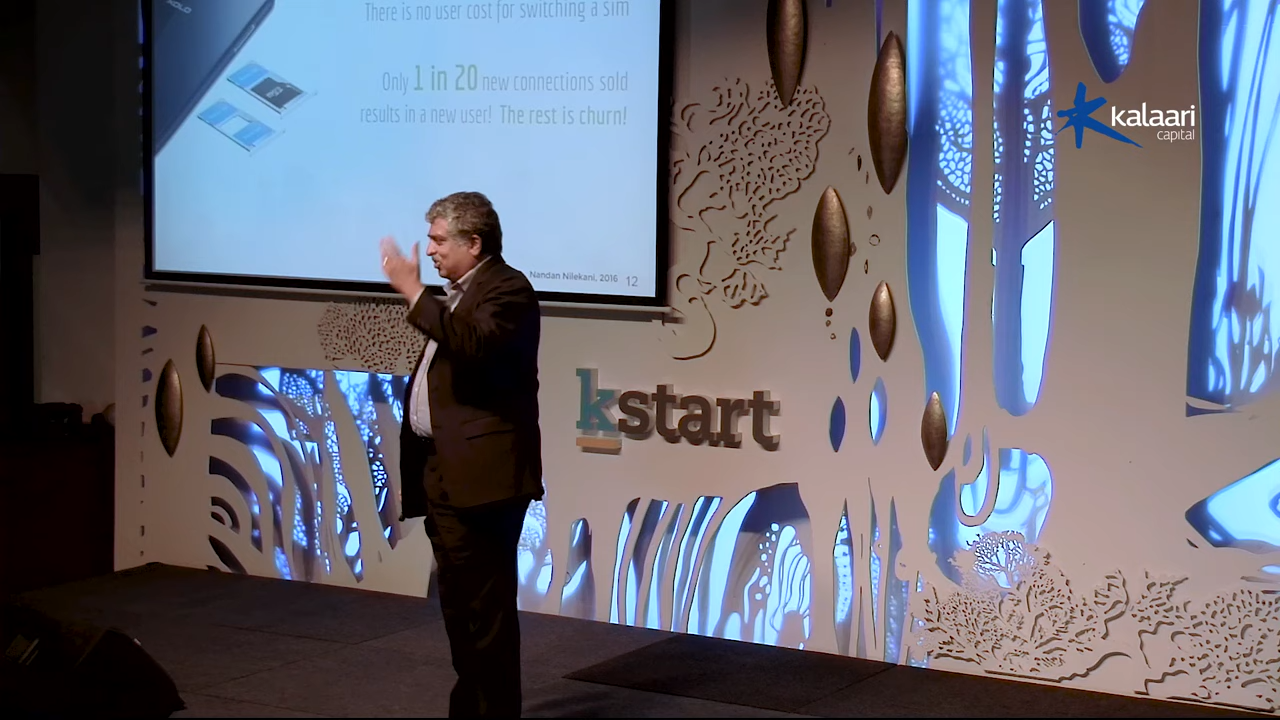 XOLO
There is no user cost for switching a sim
Only 1 in 20 new connections sold
results in a new user! The rest is churn!
Nandan Nilekani, 2016 12
kalaari
capital
kstart